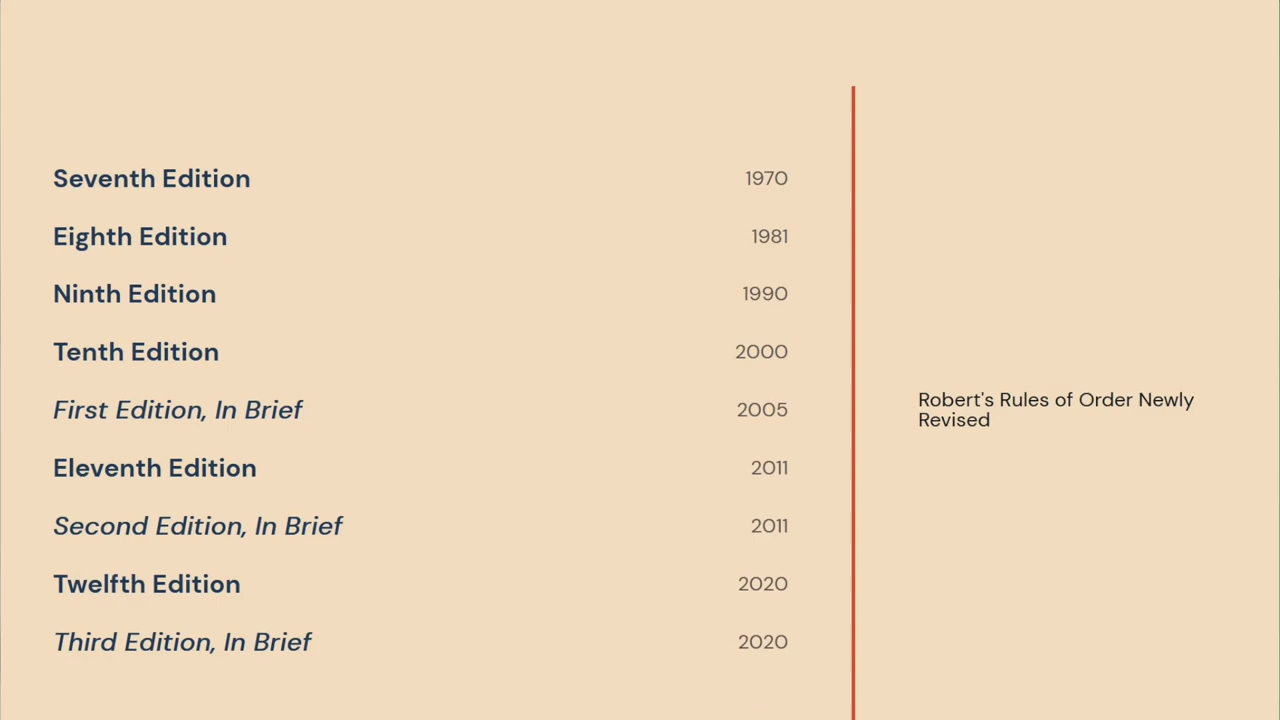 Seventh Edition 1970
Eighth Edition 1981
Ninth Edition 1990
Tenth Edition 2000
First Edition, In Brief 2005
Eleventh Edition 2011
Second Edition, In Brief 2011
Twelfth Edition 2020
Third Edition, In Brief 2020
Robert's Rules of Order Newly
Revised